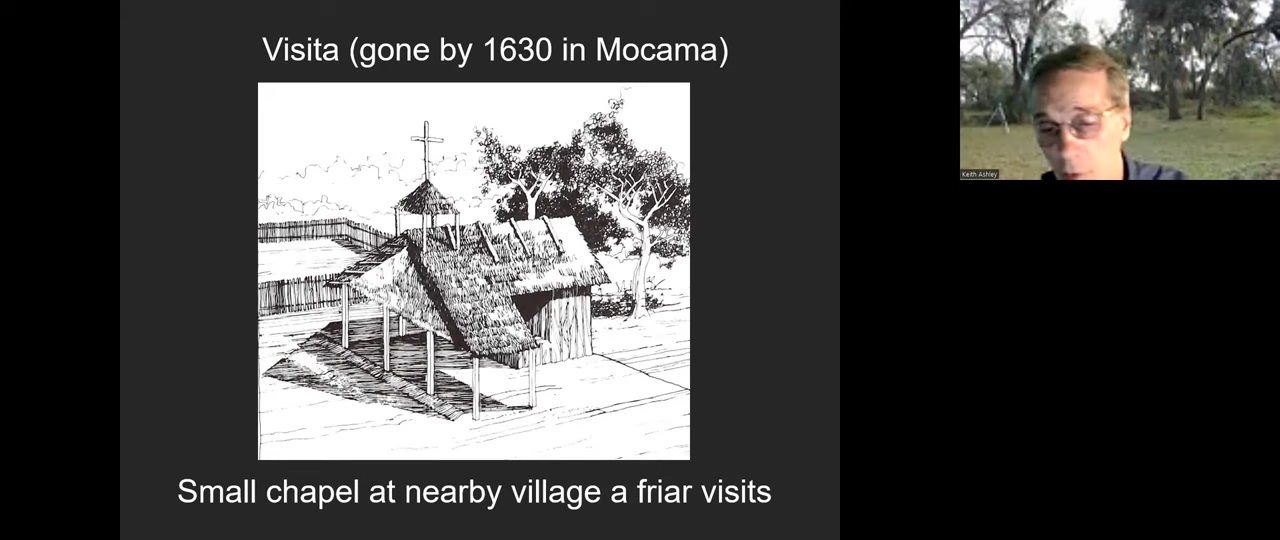 Visita (gone by 1630 in Mocama)
Keith Ashley
Small chapel at nearby village a friar visits